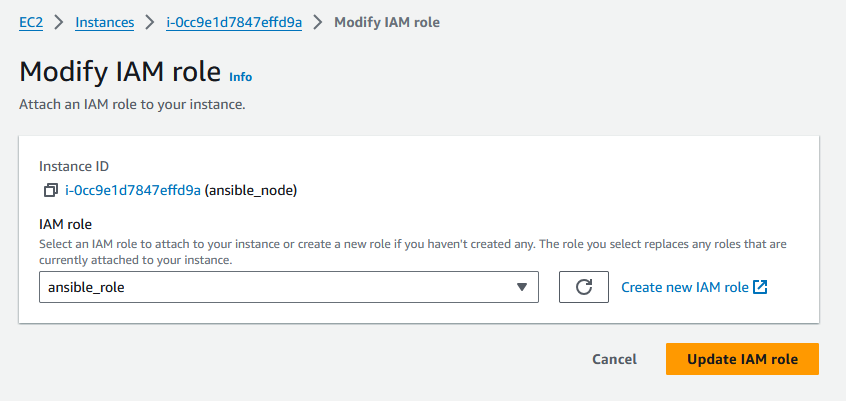 EC2 > Instances > i-0cc9e1d7847effd9a > Modify IAM role
Modify IAM role Info
Attach an IAM role to your instance.
Instance ID
i-0cc9e1d7847effd9a (ansible_node)
IAM role
Select an IAM role to attach to your instance or create a new role if you haven't created any. The role you select replaces any roles that are
currently attached to your instance.
ansible_role
Create new IAM role
Cancel
Update IAM role